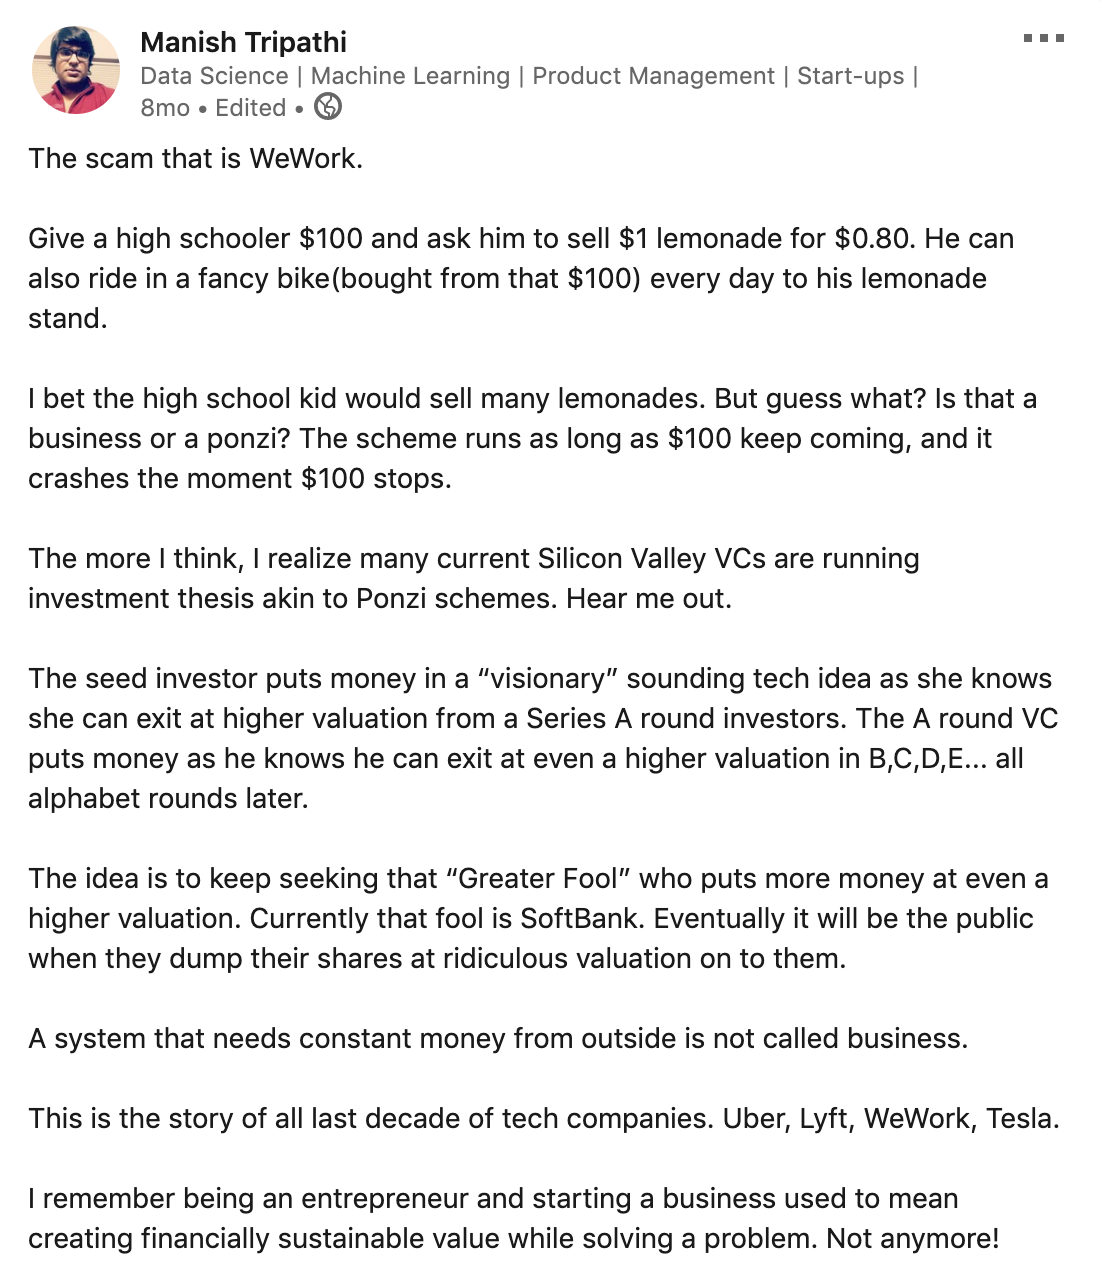 Manish Tripathi
Data Science | Machine Learning | Product Management | Start-ups |
8mo • Edited •
The scam that is WeWork.
Give a high schooler $100 and ask him to sell $1 lemonade for $0.80. He can
also ride in a fancy bike(bought from that $100) every day to his lemonade
stand.
I bet the high school kid would sell many lemonades. But guess what? Is that a
business or a ponzi? The scheme runs as long as $100 keep coming, and it
crashes the moment $100 stops.
The more I think, I realize many current Silicon Valley VCs are running
investment thesis akin to Ponzi schemes. Hear me out.
The seed investor puts money in a “visionary” sounding tech idea as she knows
she can exit at higher valuation from a Series A round investors. The A round VC
puts money as he knows he can exit at even a higher valuation in B,C,D,E... all
alphabet rounds later.
The idea is to keep seeking that “Greater Fool” who puts more money at even a
higher valuation. Currently that fool is SoftBank. Eventually it will be the public
when they dump their shares at ridiculous valuation on to them.
A system that needs constant money from outside is not called business.
This is the story of all last decade of tech companies. Uber, Lyft, WeWork, Tesla.
I remember being an entrepreneur and starting a business used to mean
creating financially sustainable value while solving a problem. Not anymore!